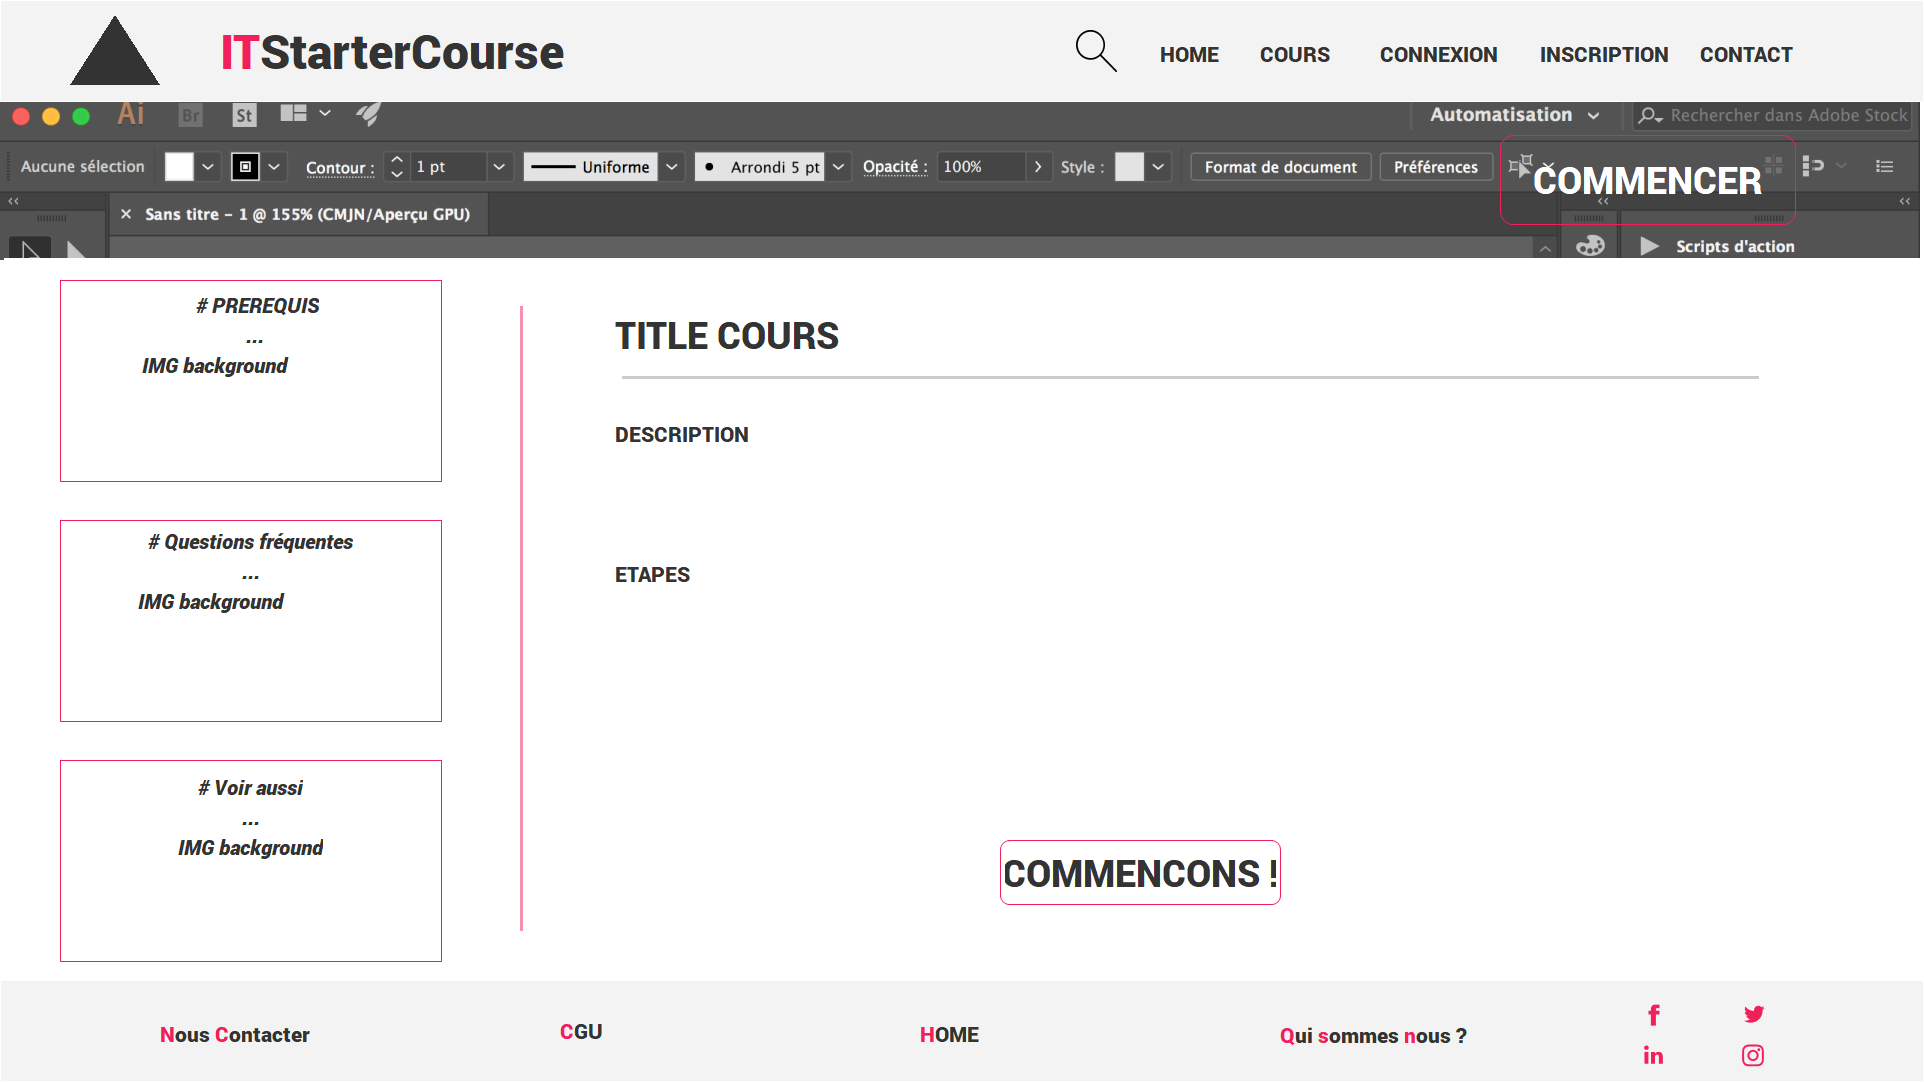 ITStarterCourse
HOME COURS CONNEXION INSCRIPTION CONTACT
Ai Br St Automatisation Rechercher dans Adobe Stock
Aucune sélection Contour : 1 pt Uniforme Arrondi 5 pt Opacité : 100% Style : Format de document Préférences
COMMENCER
× Sans titre - 1 @ 155% (CMJN/Aperçu GPU)
Scripts d'action
# PREREQUIS
...
IMG background
# Questions fréquentes
...
IMG background
# Voir aussi
...
IMG background
TITLE COURS
DESCRIPTION
ETAPES
COMMENCONS !
Nous Contacter CGU HOME Qui sommes nous ?